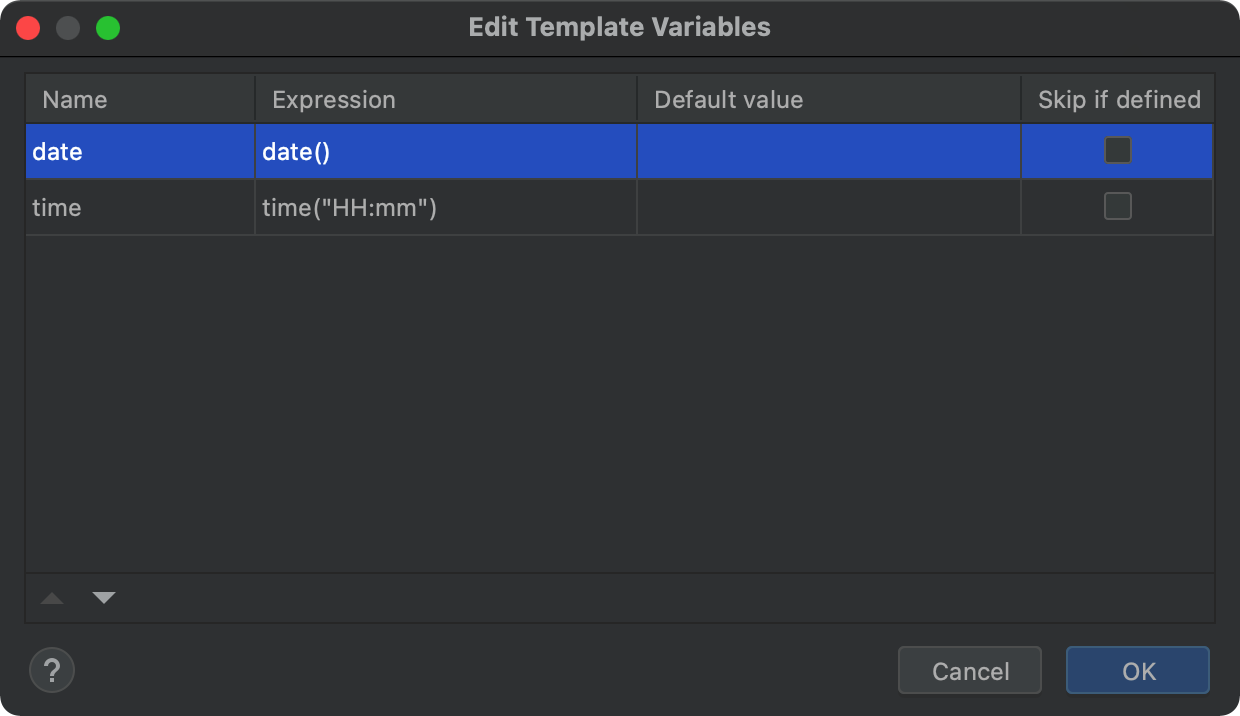 Edit Template Variables
Name Expression Default value Skip if defined
date date()
time time("HH:mm")
? Cancel OK